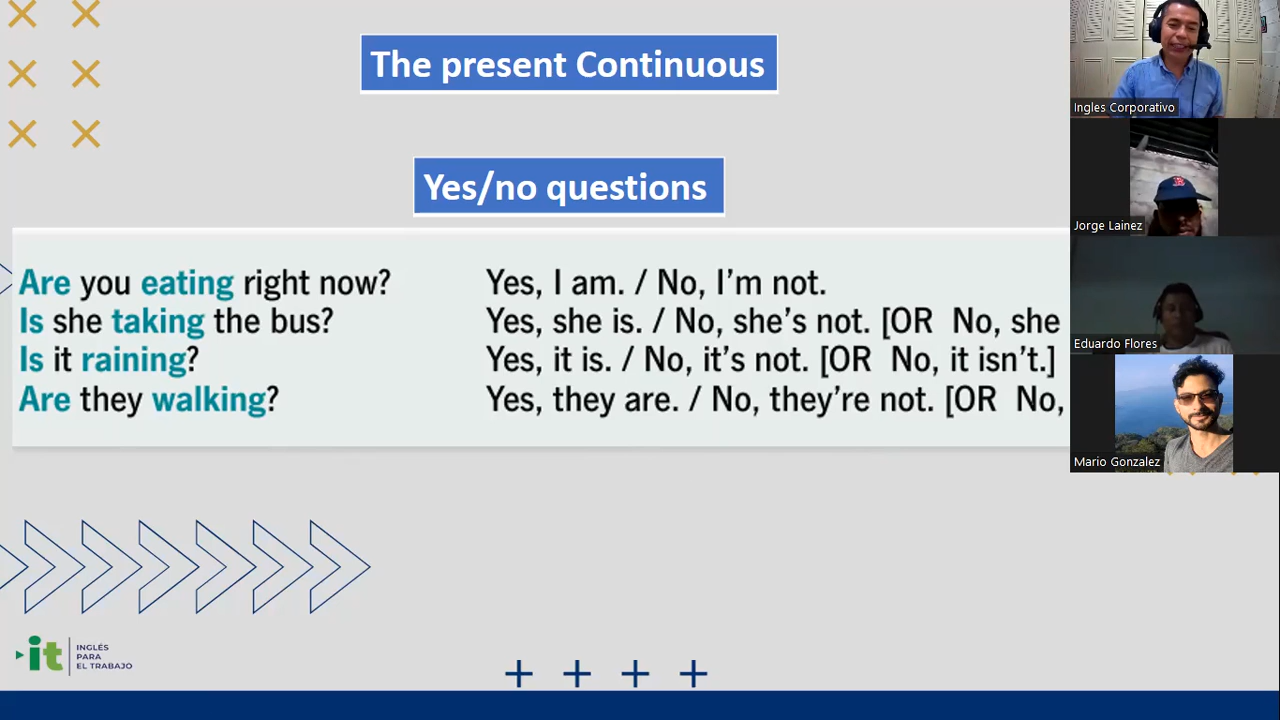 The present Continuous
Yes/no questions
Are you eating right now? Yes, I am. / No, I'm not.
Is she taking the bus? Yes, she is. / No, she's not. [OR No, she
Is it raining? Yes, it is. / No, it's not. [OR No, it isn't.]
Are they walking? Yes, they are. / No, they're not. [OR No,
it INGLÉS
PARA
EL TRABAJO
Ingles Corporativo
Jorge Lainez
Eduardo Flores
Mario Gonzalez